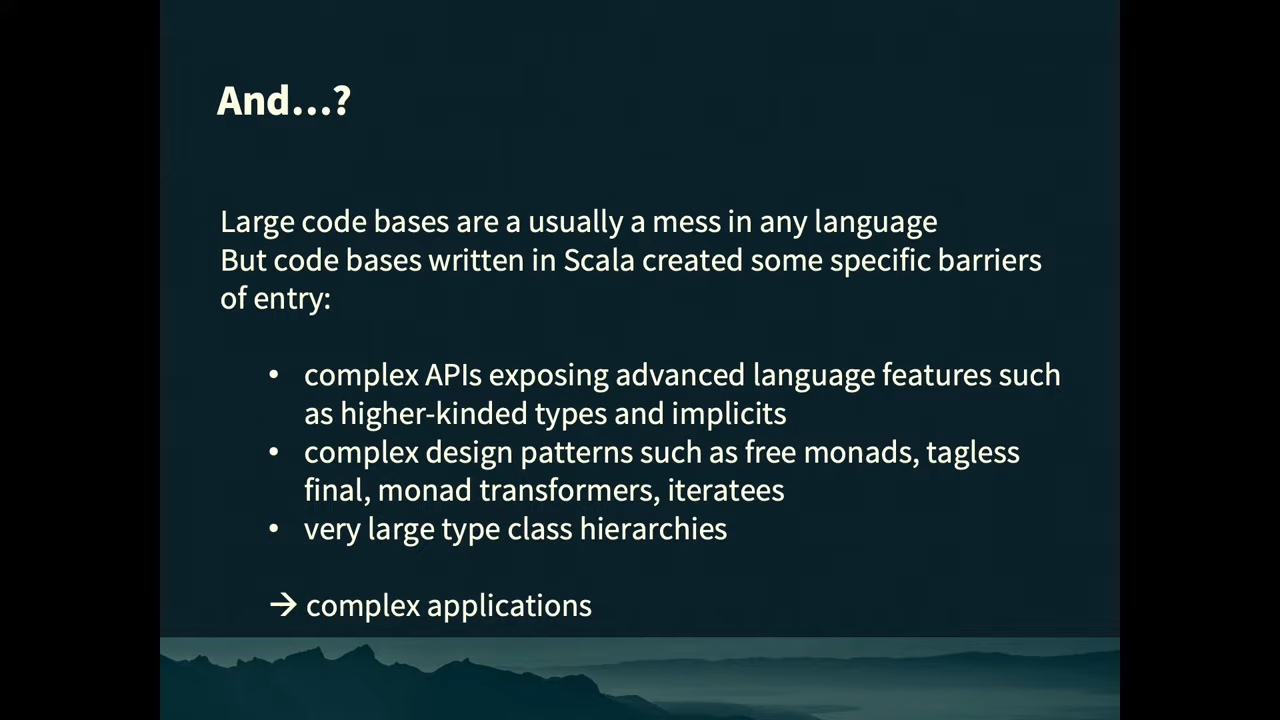 And...?
Large code bases are a usually a mess in any language
But code bases written in Scala created some specific barriers
of entry:
• complex APIs exposing advanced language features such
as higher-kinded types and implicits
• complex design patterns such as free monads, tagless
final, monad transformers, iteratees
• very large type class hierarchies
→ complex applications